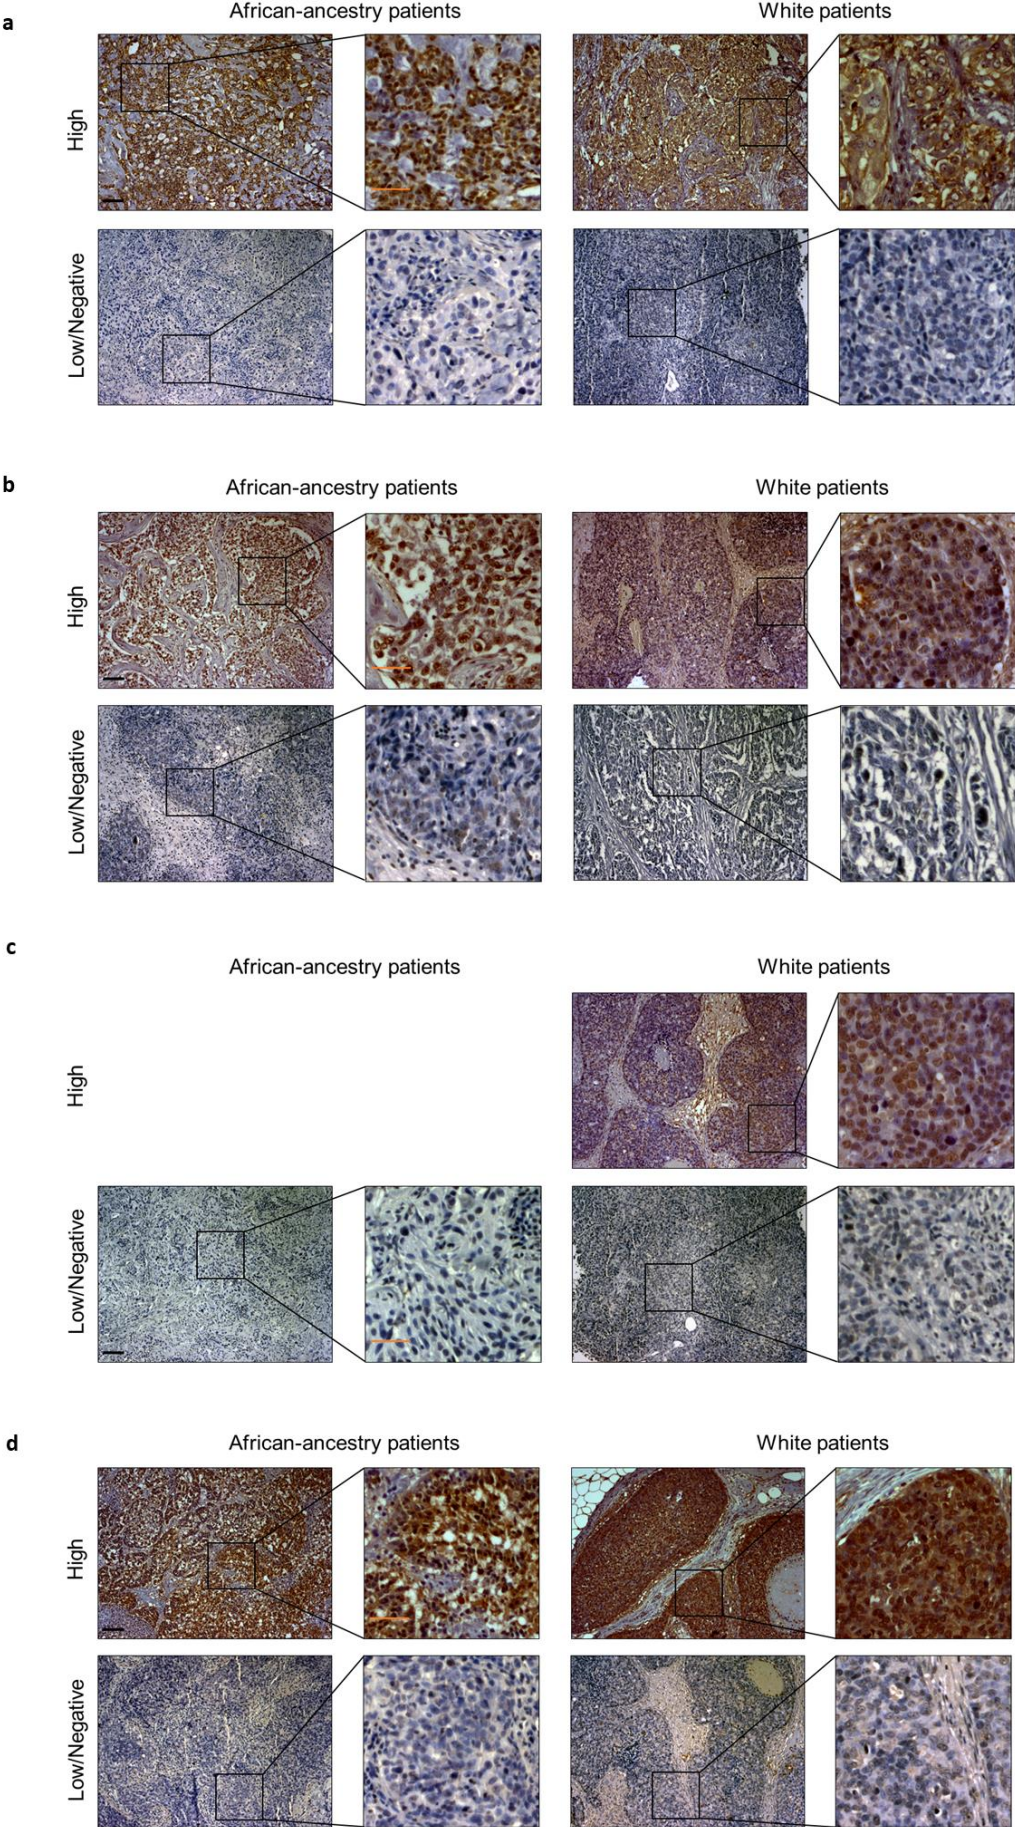 a
African-ancestry patients
White patients
High
Low/Negative
b
African-ancestry patients
White patients
High
Low/Negative
c
African-ancestry patients
White patients
High
Low/Negative
d
African-ancestry patients
White patients
High
Low/Negative